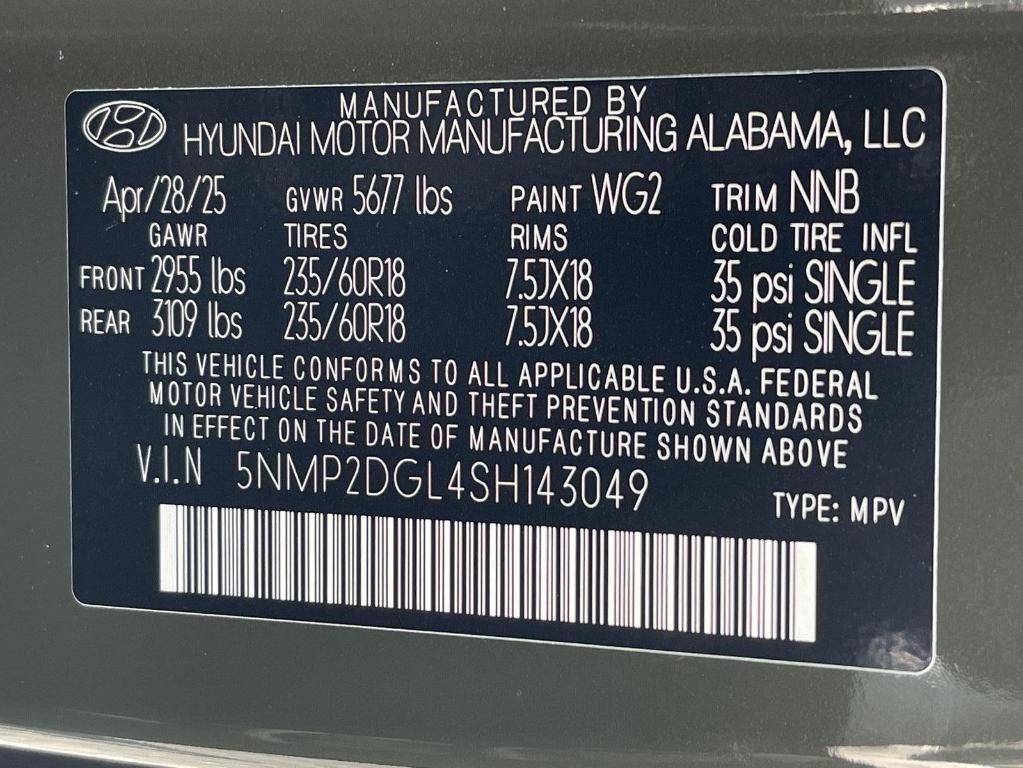 MANUFACTURED BY
HYUNDAI MOTOR MANUFACTURING ALABAMA, LLC
Apr/28/25 GVWR 5677 lbs PAINT WG2 TRIM NNB
GAWR TIRES RIMS COLD TIRE INFL
FRONT 2955 lbs 235/60R18 7.5JX18 35 psi SINGLE
REAR 3109 lbs 235/60R18 7.5JX18 35 psi SINGLE
THIS VEHICLE CONFORMS TO ALL APPLICABLE U.S.A. FEDERAL
MOTOR VEHICLE SAFETY AND THEFT PREVENTION STANDARDS
IN EFFECT ON THE DATE OF MANUFACTURE SHOWN ABOVE
V.I.N 5NMP2DGL4SH143049
TYPE: MPV